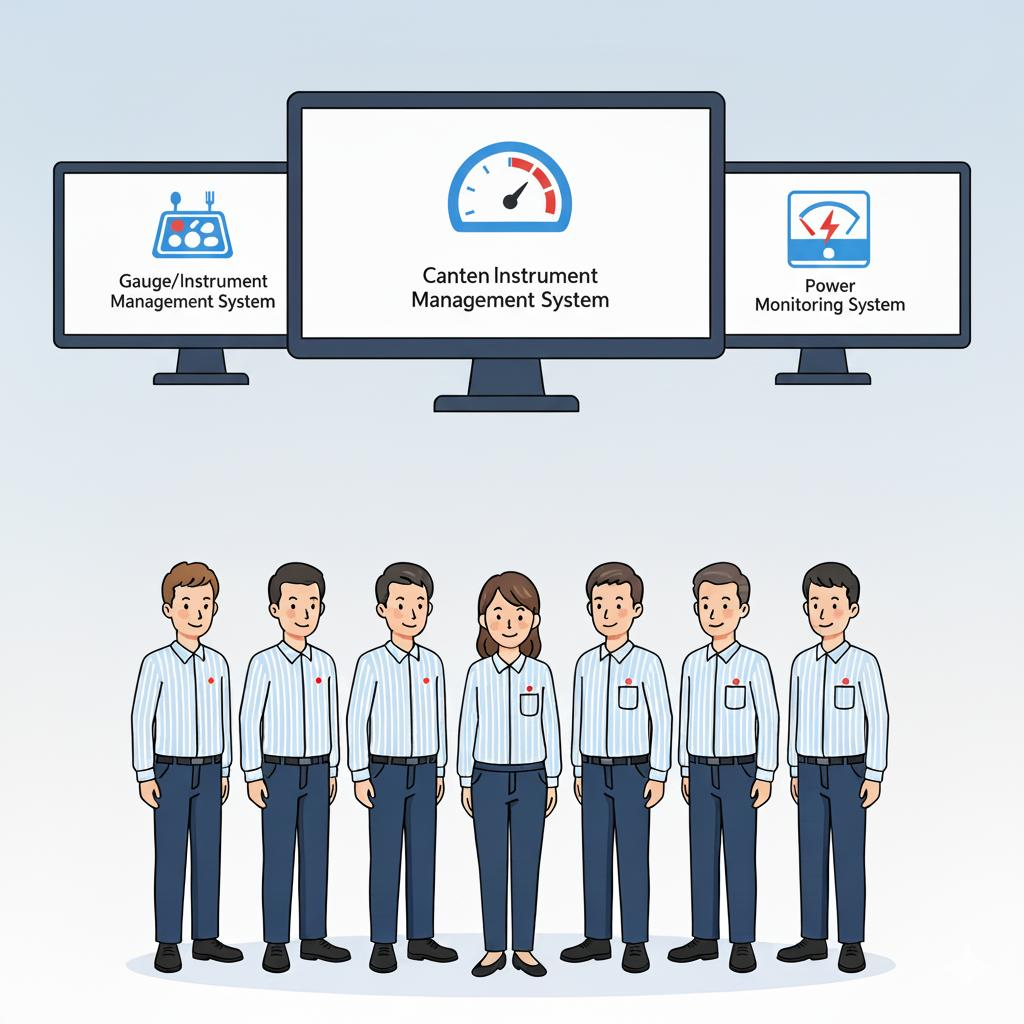 Gauge/Instrument
Management System
Canten Instrument
Management System
Power
Monitoring System